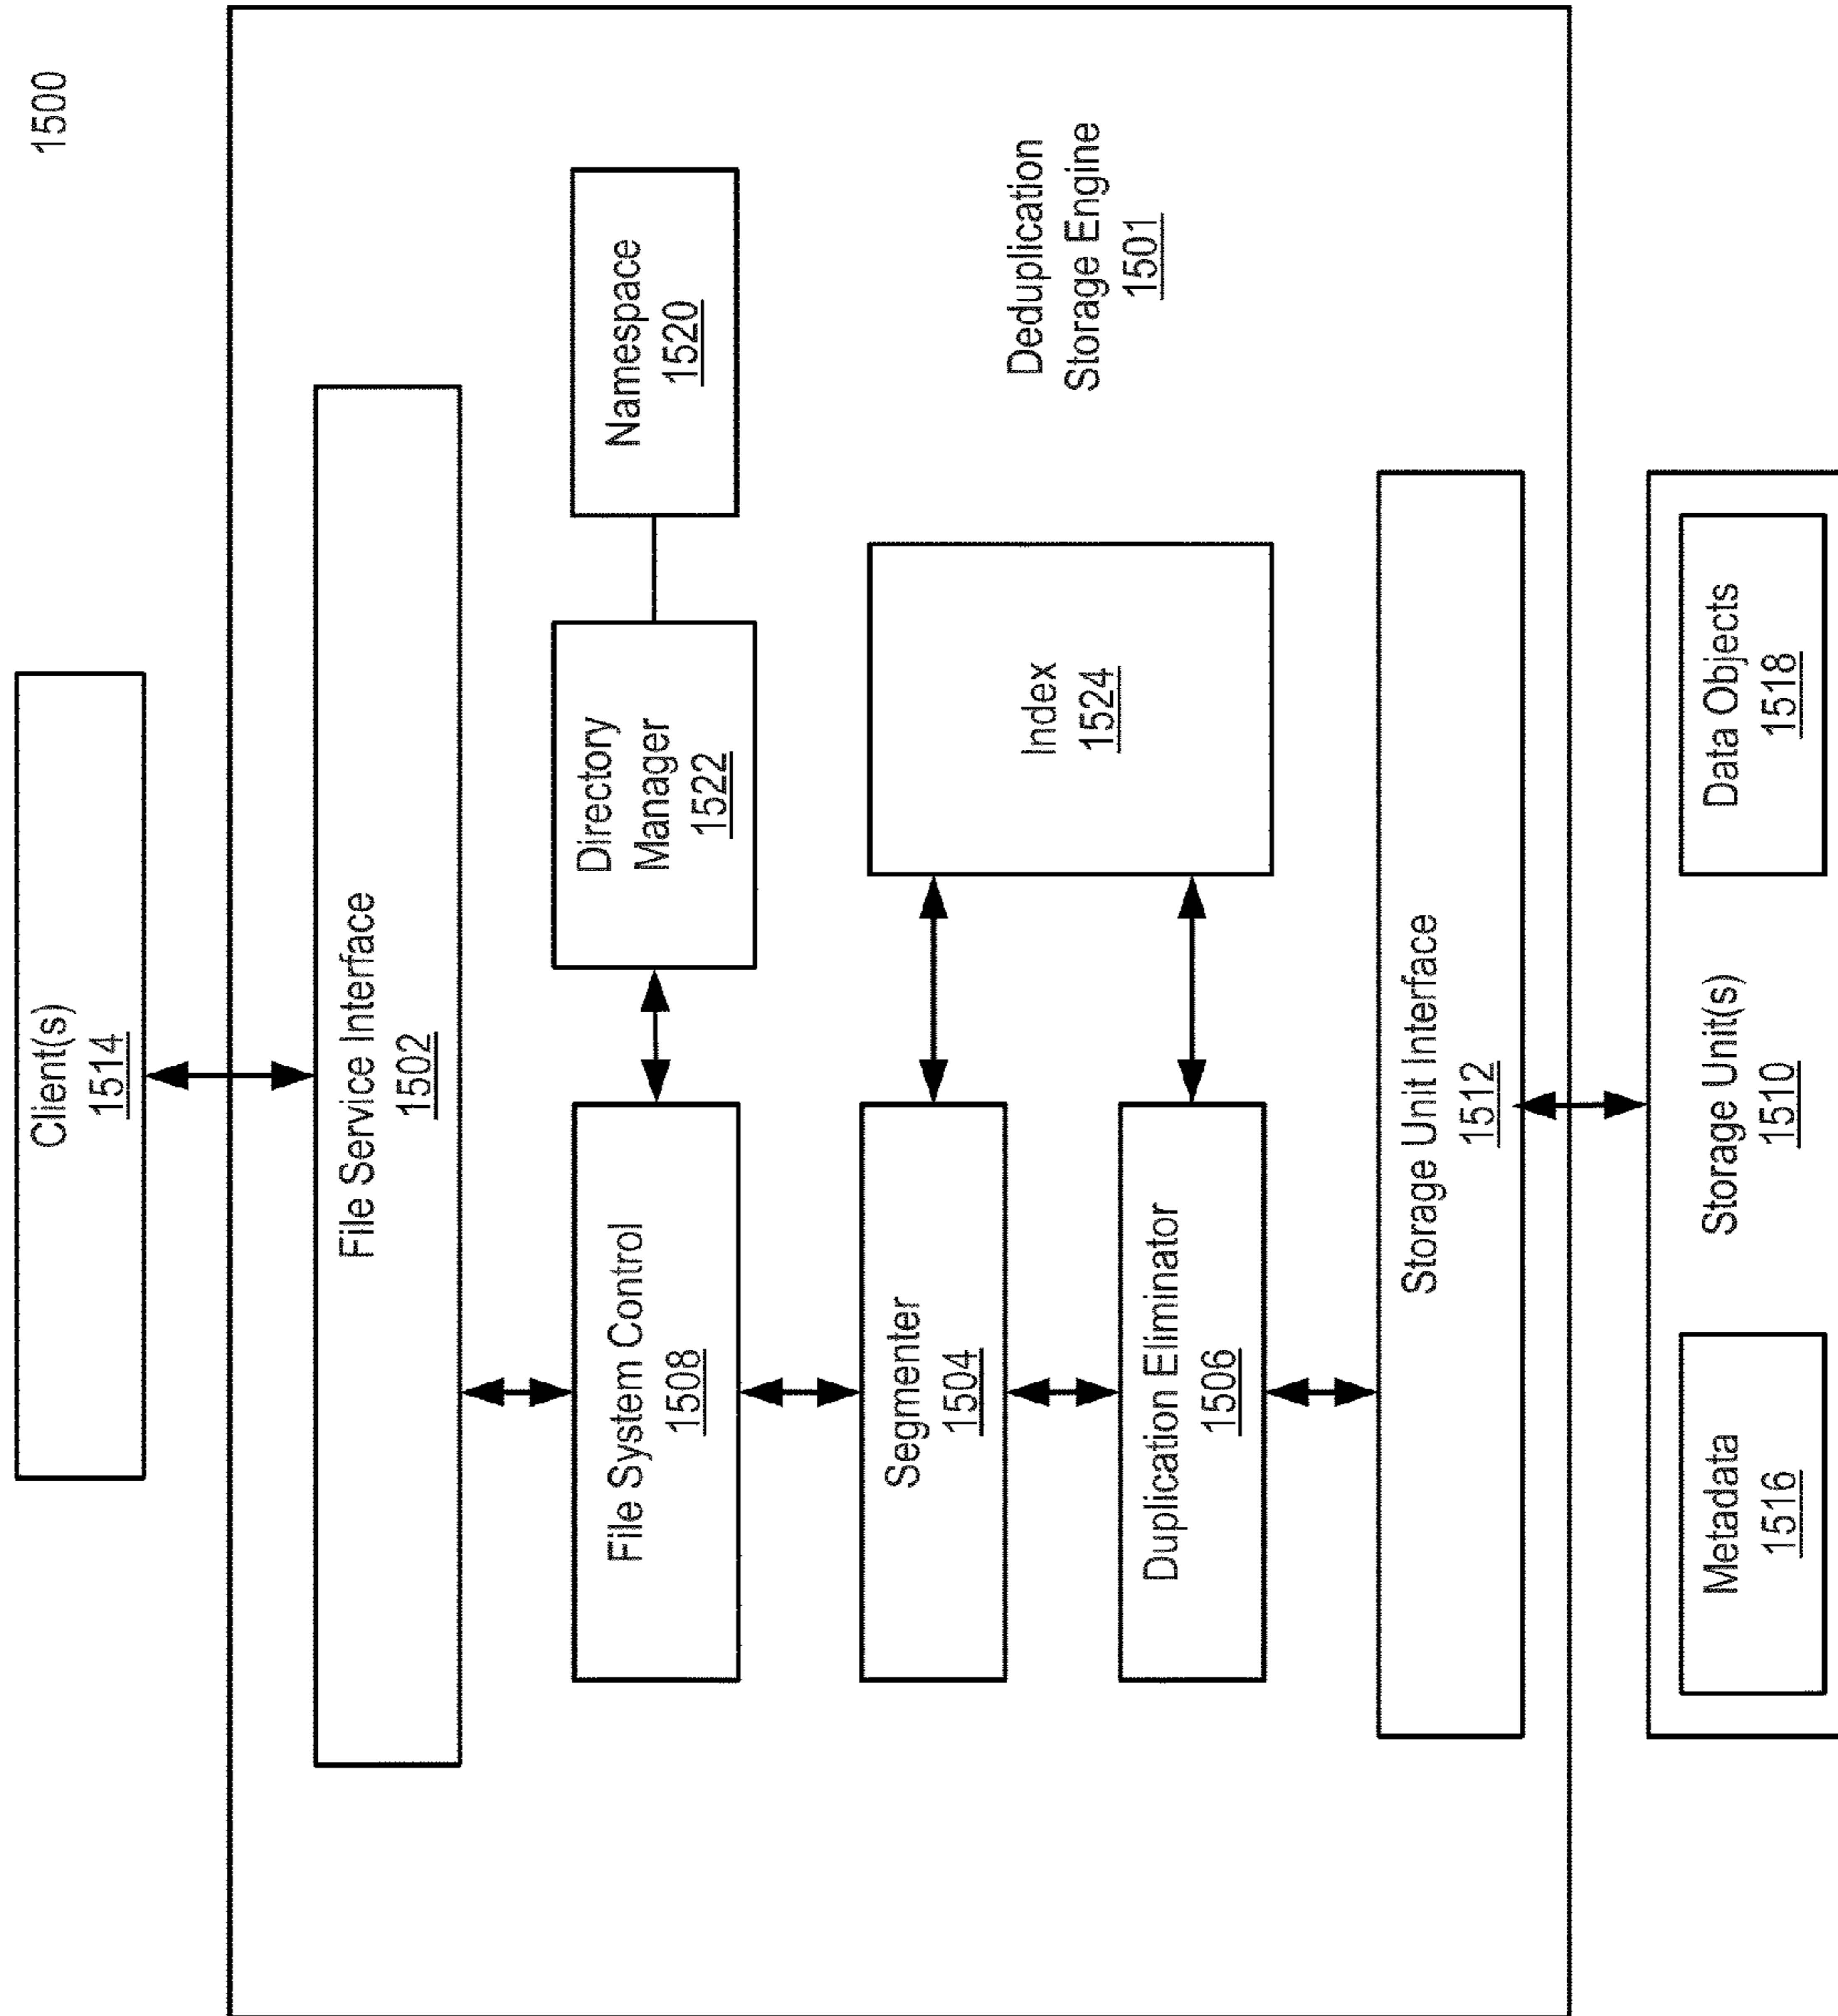 1500
Client(s)
1514
File Service Interface
1502
File System Control
1508
Directory
Manager
1522
Namespace
1520
Segmenter
1504
Index
1524
Duplication Eliminator
1506
Deduplication
Storage Engine
1501
Storage Unit Interface
1512
Metadata
1516
Storage Unit(s)
1510
Data Objects
1518